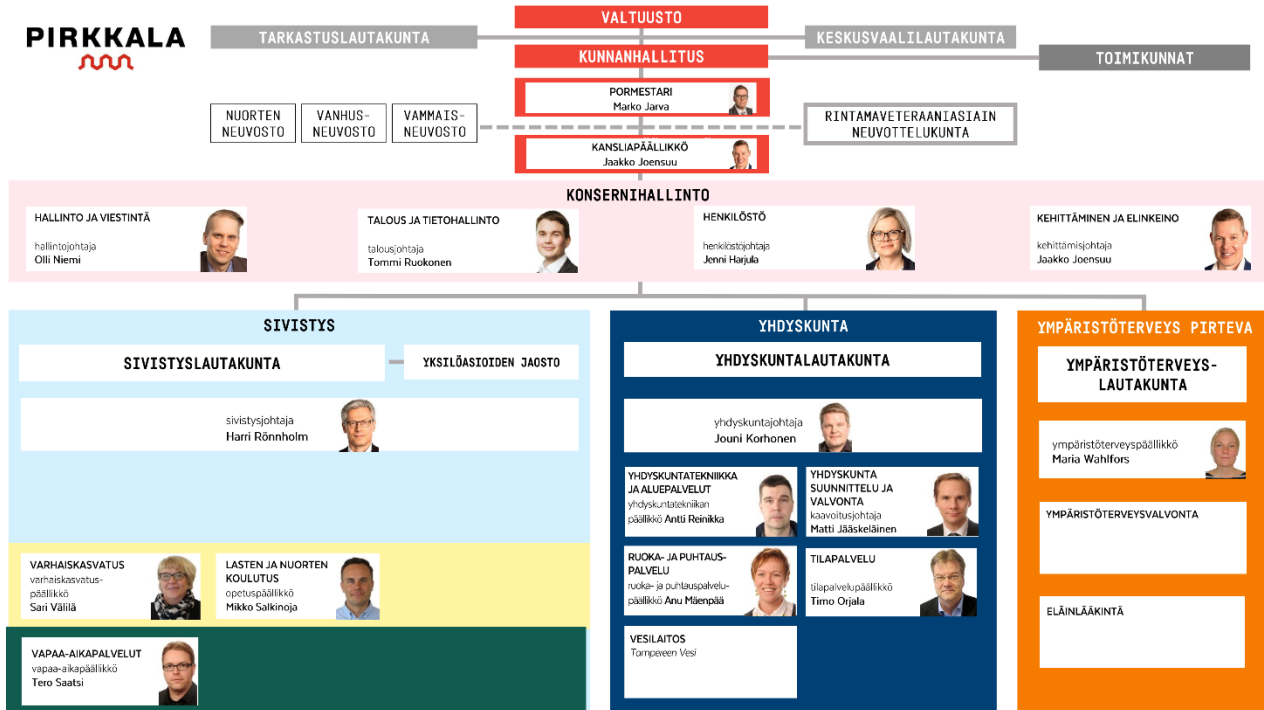 PIRKKALA
VALTUUSTO
TARKASTUSLAUTAKUNTA
KESKUSVAALILAUTAKUNTA
KUNNANHALLITUS
TOIMIKUNNAT
PORMESTARI
Marko Jarva
NUORTEN
NEUVOSTO
VANHUS-
NEUVOSTO
VAMMAIS-
NEUVOSTO
RINTAMAVETERAANIASIAIN
NEUVOTTELUKUNTA
KANSLIAPÄÄLLIKKÖ
Jaakko Joensuu
KONSERNIHALLINTO
HALLINTO JA VIESTINTÄ
hallintojohtaja
Olli Niemi
TALOUS JA TIETOHALLINTO
talousjohtaja
Tommi Ruokonen
HENKILÖSTÖ
henkilöstöjohtaja
Jenni Harjula
KEHITTÄMINEN JA ELINKEINO
kehittämisjohtaja
Jaakko Joensuu
SIVISTYS
SIVISTYSLAUTAKUNTA
YKSILÖASIOIDEN JAOSTO
sivistysjohtaja
Harri Rönnholm
VARHAISKASVATUS
varhaiskasvatus-
päällikkö
Sari Välilä
LASTEN JA NUORTEN
KOULUTUS
opetuspäällikkö
Mikko Salkinoja
VAPAA-AIKAPALVELUT
vapaa-aikapäällikkö
Tero Saatsi
YHDYSKUNTA
YHDYSKUNTALAUTAKUNTA
yhdyskuntajohtaja
Jouni Korhonen
YHDYSKUNTATEKNIIKKA
JA ALUEPALVELUT
yhdyskuntatekniikan
päällikkö Antti Reinikka
YHDYSKUNTA
SUUNNITTELU JA
VALVONTA
kaavoitusjohtaja
Matti Jääskeläinen
RUOKA- JA PUHTAUS-
PALVELU
ruoka- ja puhtauspalvelu-
päällikkö Anu Mäenpää
TILAPALVELU
tilapalvelupäällikkö
Timo Orjala
VESILAITOS
Tampereen Vesi
YMPÄRISTÖTERVEYS PIRTEVA
YMPÄRISTÖTERVEYS-
LAUTAKUNTA
ympäristöterveyspäällikkö
Maria Wahlfors
YMPÄRISTÖTERVEYSVALVONTA
ELÄINLÄÄKINTÄ